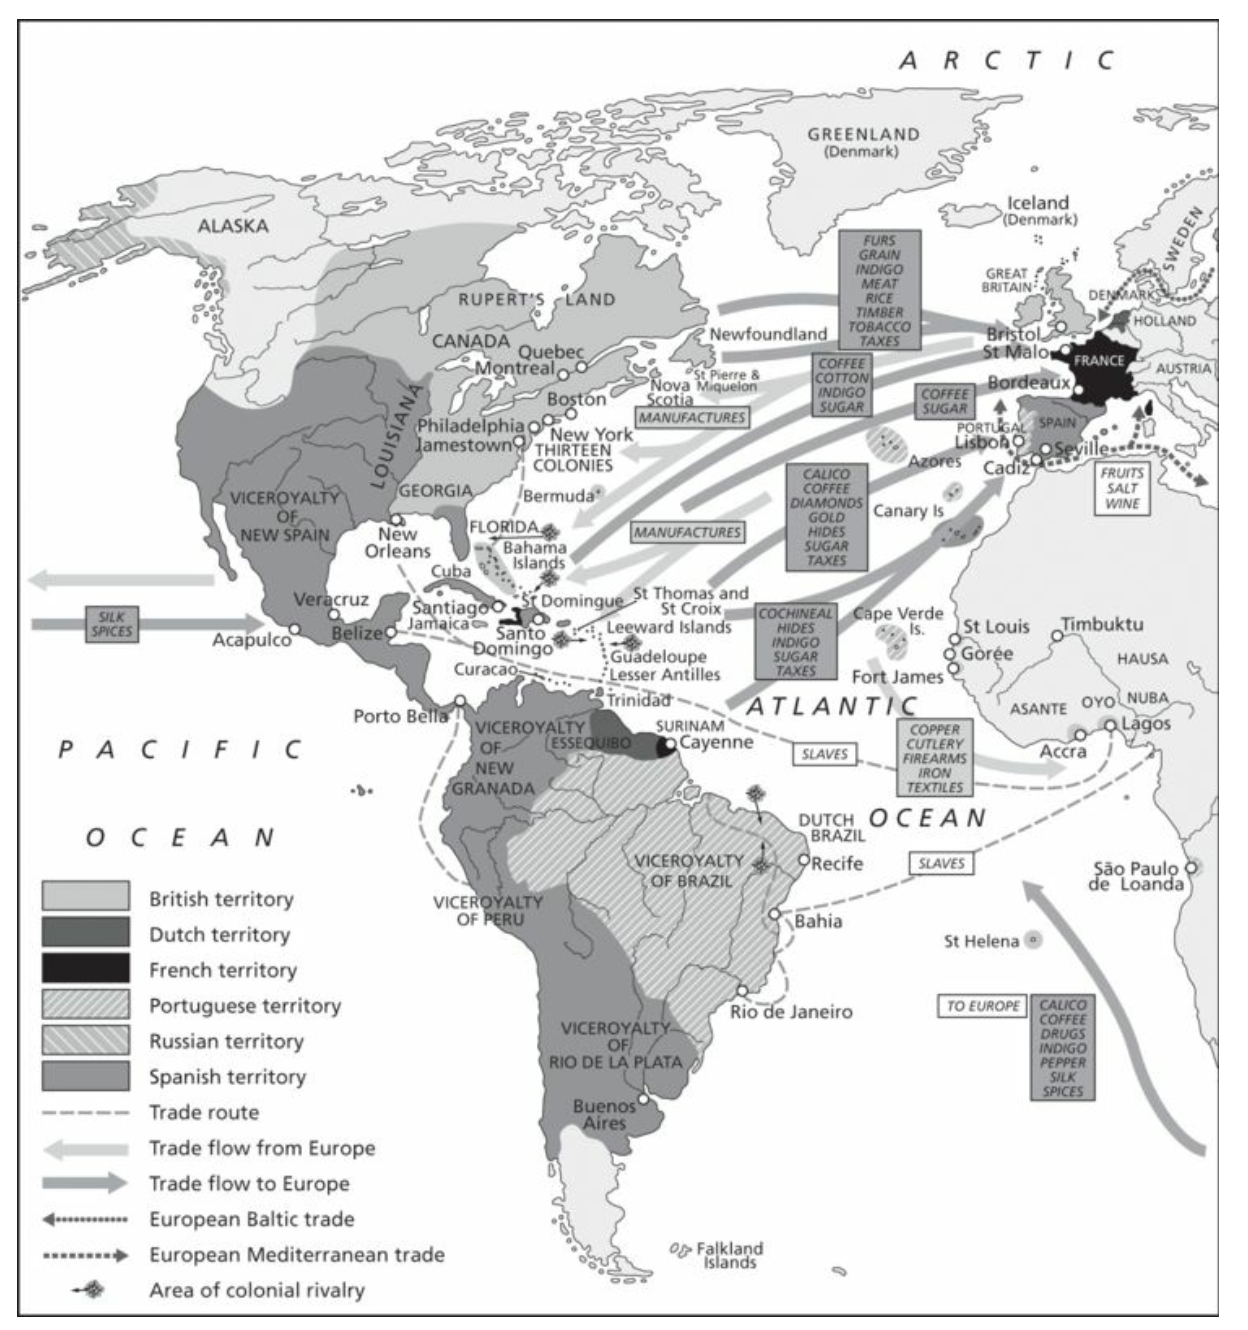 ARCTIC
GREENLAND
(Denmark)
Iceland
(Denmark)
SWEDEN
ALASKA
FURS
GRAIN
INDIGO
MEAT
RICE
TIMBER
TOBACCO
TAXES
GREAT
BRITAIN
DENMARK
HOLLAND
RUPERT'S LAND
CANADA
Newfoundland
Bristol
St Malo
FRANCE
AUSTRIA
Quebec
Montreal
St Pierre &
Miquelon
Nova
Scotia
COFFEE
COTTON
INDIGO
SUGAR
COFFEE
SUGAR
Bordeaux
LOUISIANA
Boston
MANUFACTURES
Philadelphia
Jamestown
New York
THIRTEEN
COLONIES
PORTUGAL
Lisbon
SPAIN
Seville
Cadiz
Azores
FRUITS
SALT
WINE
VICEROYALTY
OF
NEW SPAIN
GEORGIA
Bermuda
CALICO
COFFEE
DIAMONDS
GOLD
HIDES
SUGAR
TAXES
Canary Is
New
Orleans
FLORIDA
Bahama
Islands
MANUFACTURES
Cuba
SILK
SPICES
Veracruz
Acapulco
Belize
Santiago
Jamaica
St Domingue
Santo
Domingo
St Thomas and
St Croix
Leeward Islands
Guadeloupe
Lesser Antilles
Curacao
Trinidad
COCHINEAL
HIDES
INDIGO
SUGAR
TAXES
Cape Verde
Is.
St Louis
Gòrée
Fort James
Timbuktu
HAUSA
ASANTE
OYO
NUBA
Lagos
Accra
Porto Bella
ATLANTIC
OCEAN
VICEROYALTY
OF
NEW
GRANADA
ESSEQUIBO
SURINAM
Cayenne
SLAVES
COPPER
CUTLERY
FIREARMS
IRON
TEXTILES
PACIFIC
OCEAN
DUTCH
BRAZIL
Recife
VICEROYALTY
OF BRAZIL
SLAVES
São Paulo
de Loanda
VICEROYALTY
OF PERU
Bahia
St Helena
Rio de Janeiro
TO EUROPE
CALICO
COFFEE
DRUGS
INDIGO
PEPPER
SILK
SPICES
VICEROYALTY
OF
RIO DE LA PLATA
Buenos
Aires
Falkland
Islands
British territory
Dutch territory
French territory
Portuguese territory
Russian territory
Spanish territory
Trade route
Trade flow from Europe
Trade flow to Europe
European Baltic trade
European Mediterranean trade
Area of colonial rivalry